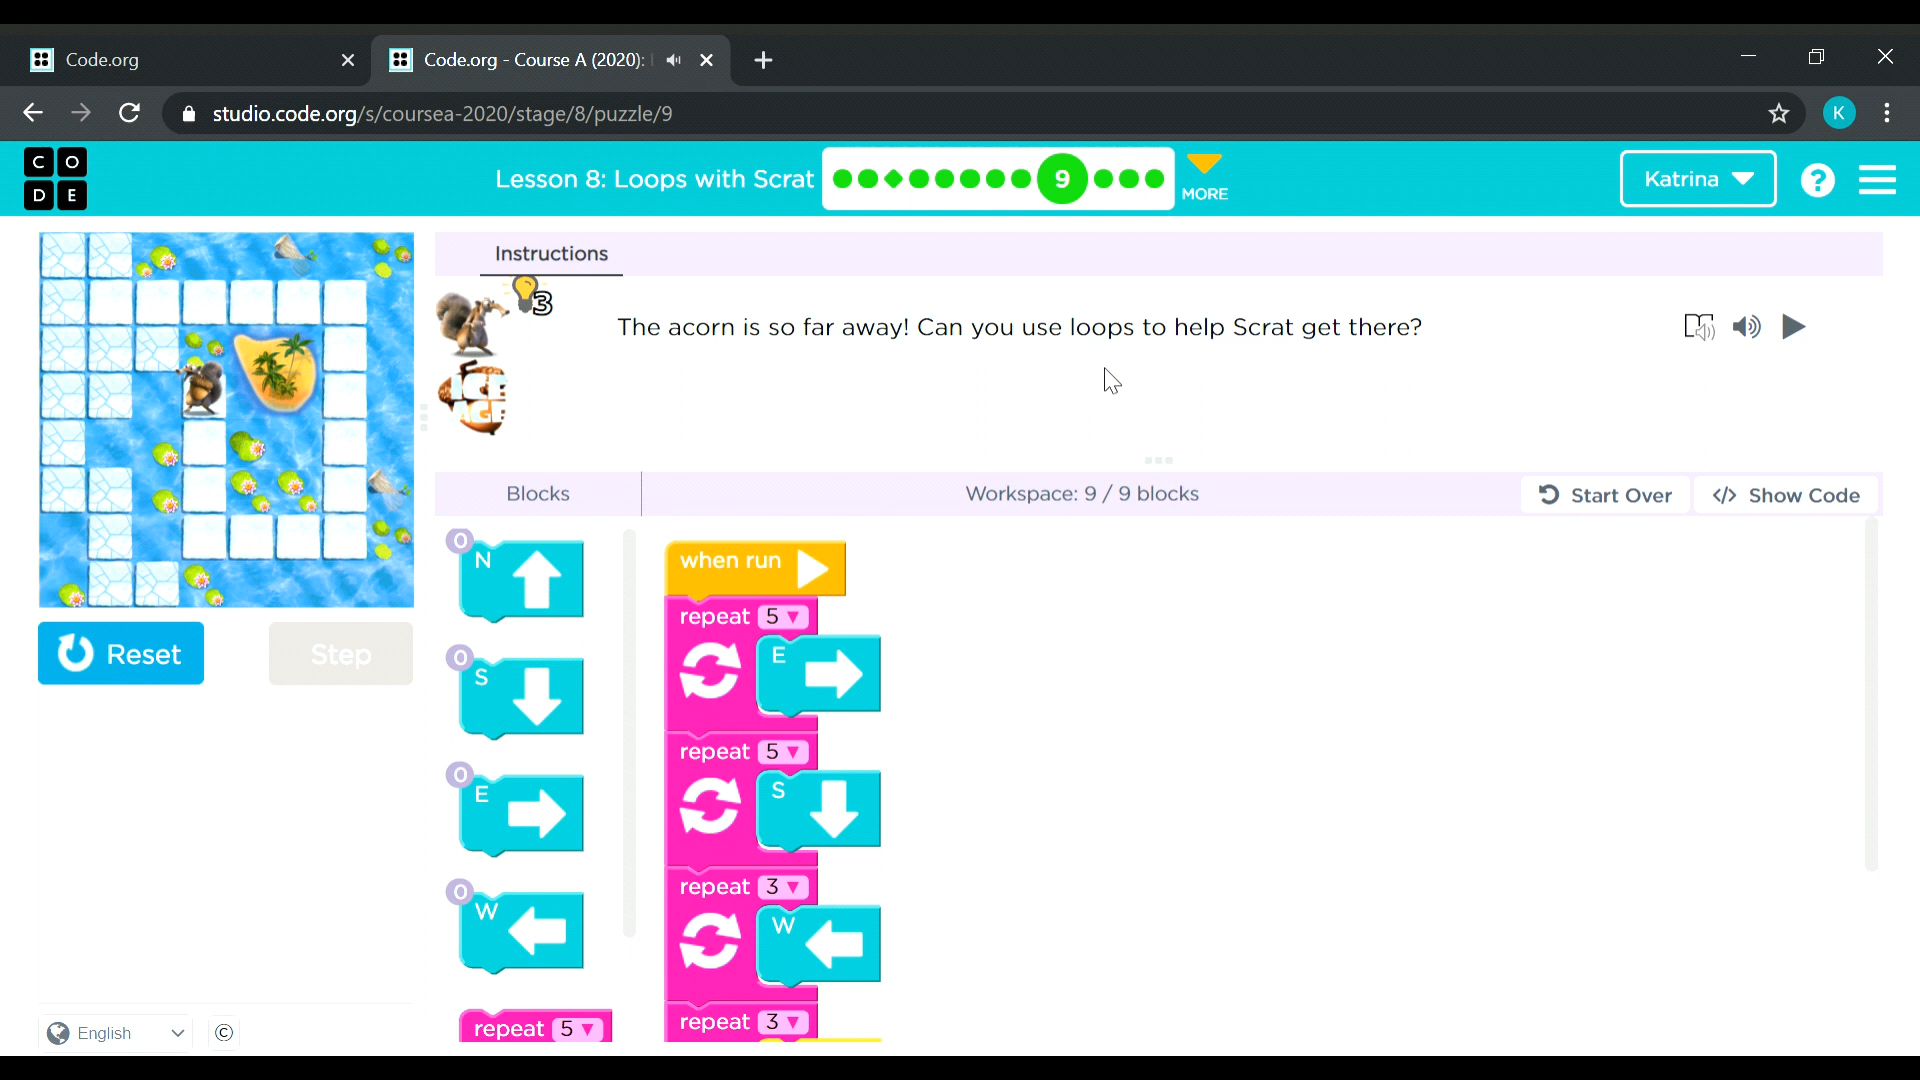 Code.org
Code.org - Course A (2020):
studio.code.org/s/coursea-2020/stage/8/puzzle/9
K
C O
D E
Lesson 8: Loops with Scrat
9
MORE
Katrina
?
Instructions
3
The acorn is so far away! Can you use loops to help Scrat get there?
ICE
AGE
Blocks
Workspace: 9 / 9 blocks
Start Over
</> Show Code
Reset
Step
0
N
0
S
0
E
0
W
repeat 5
when run
repeat 5
E
repeat 5
S
repeat 3
W
repeat 3
English
©